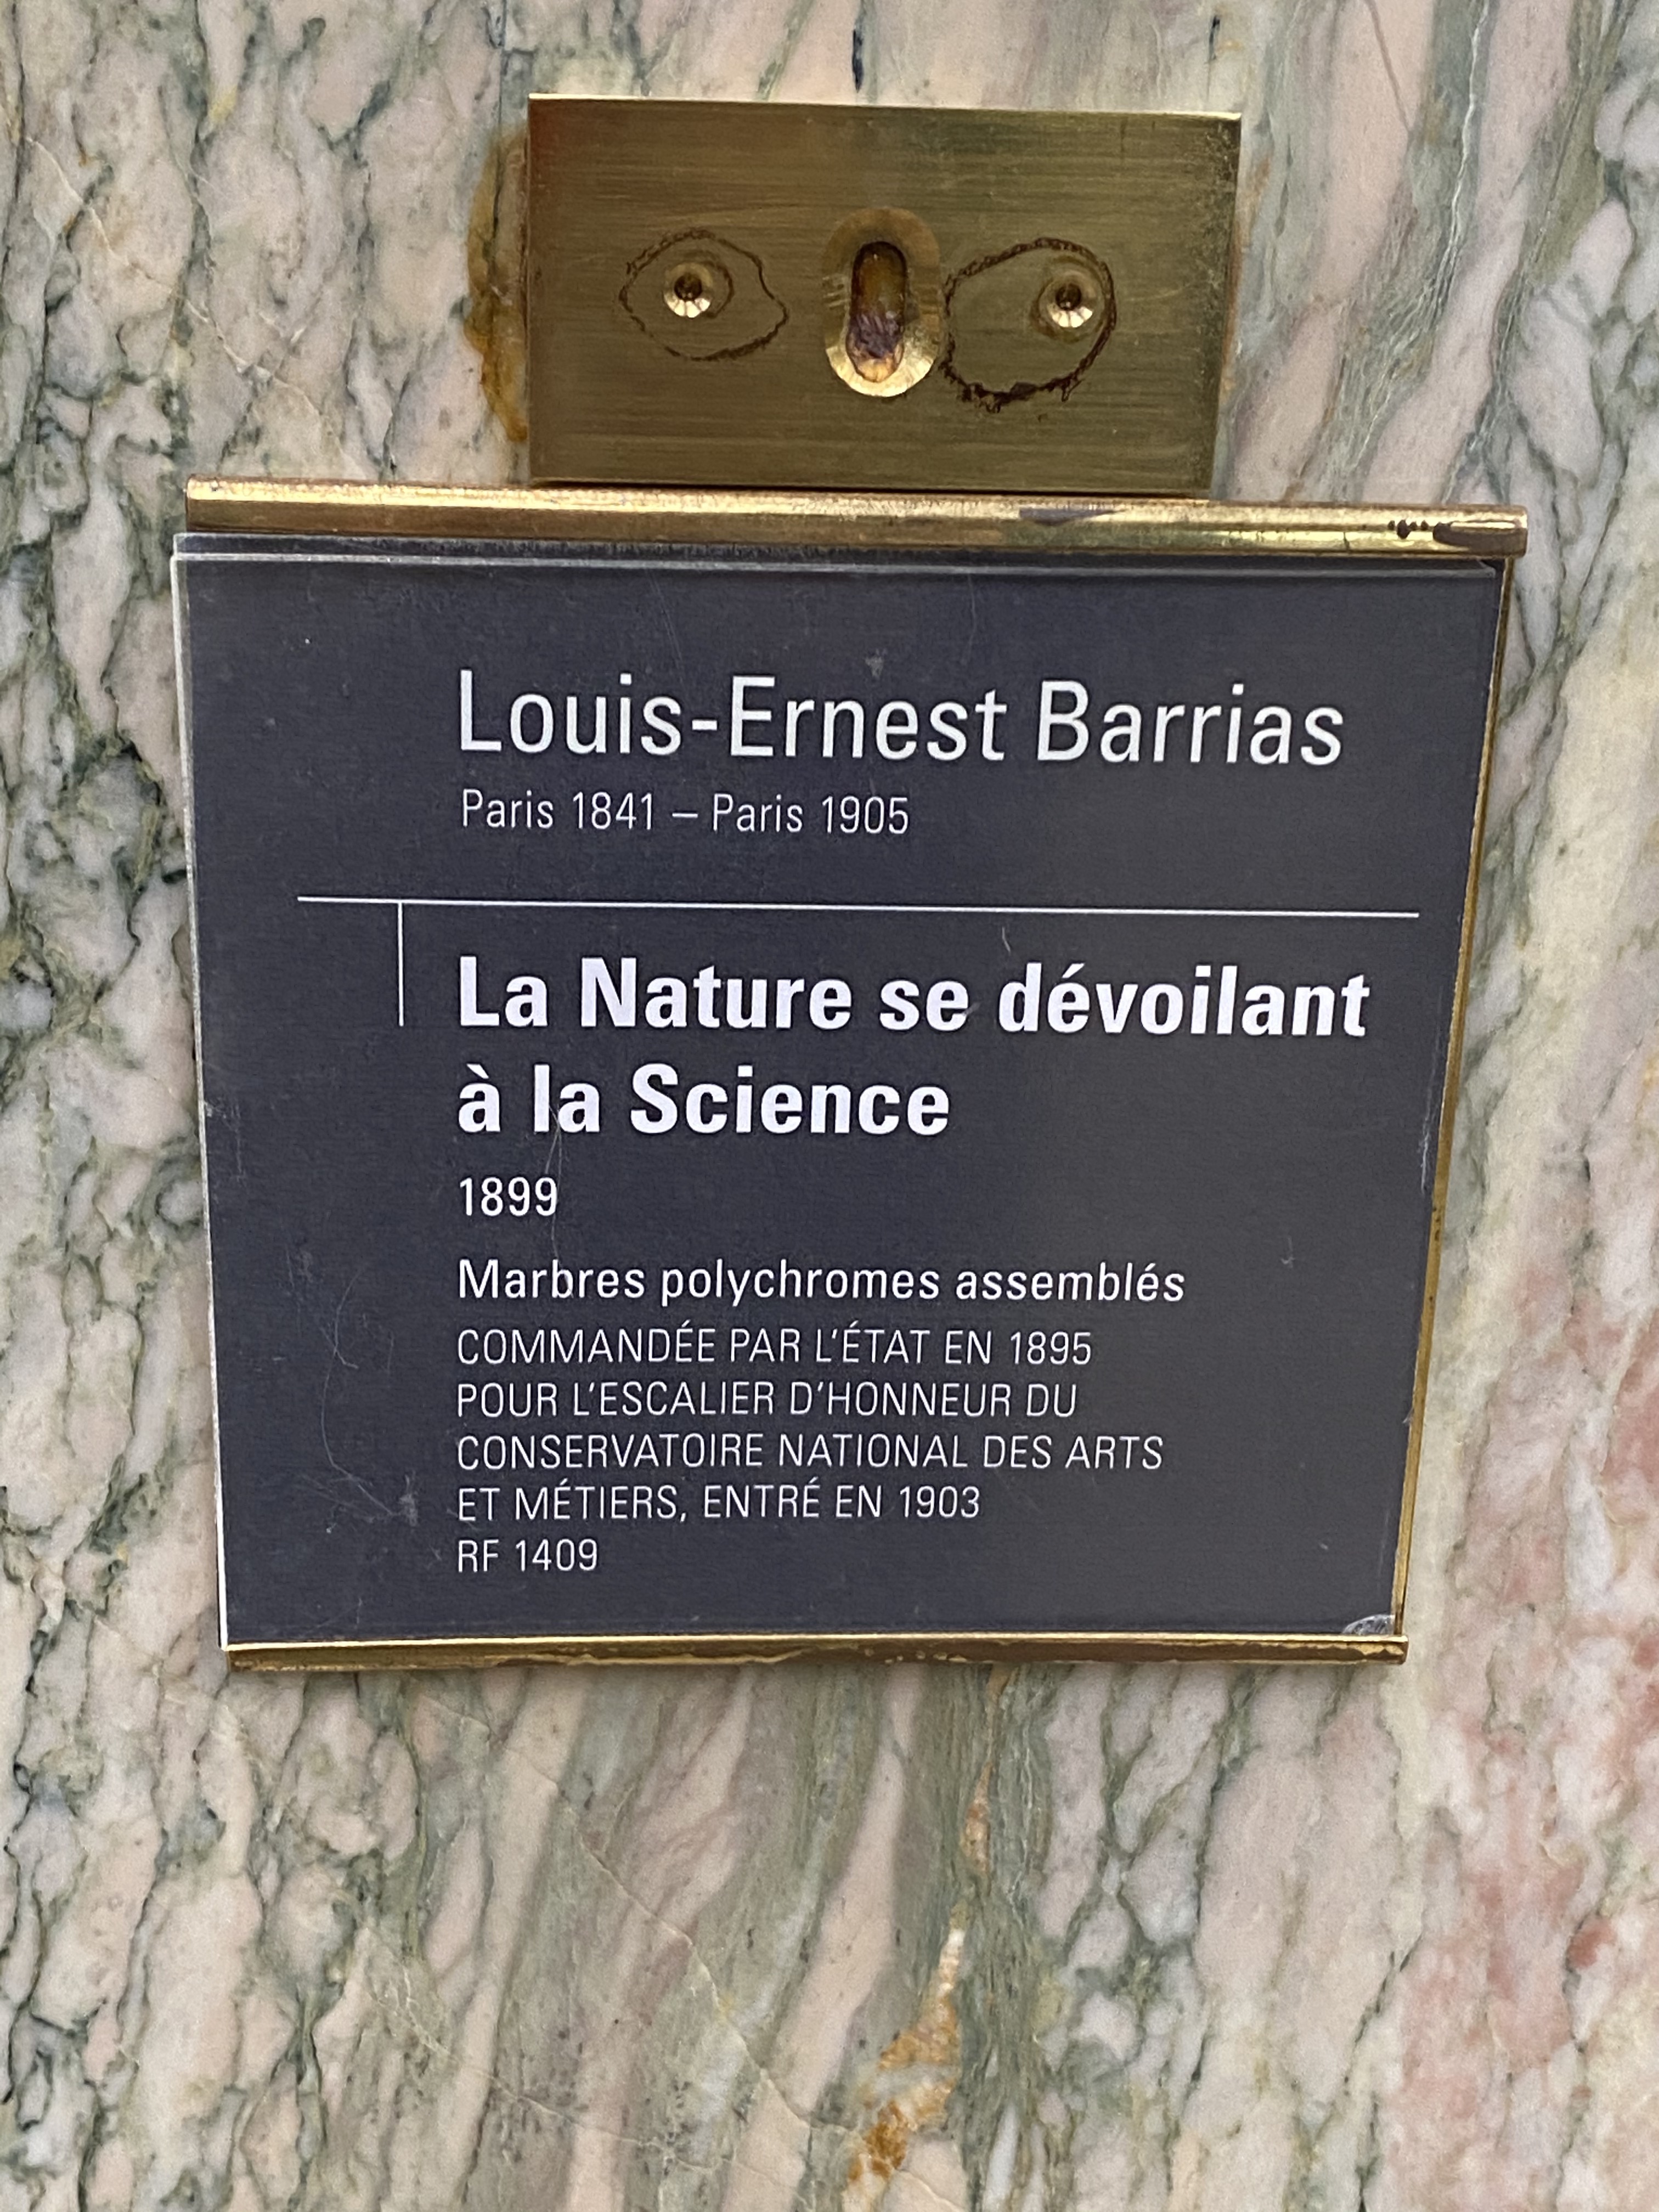 Louis-Ernest Barrias
Paris 1841 – Paris 1905
La Nature se dévoilant
à la Science
1899
Marbres polychromes assemblés
COMMANDÉE PAR L'ÉTAT EN 1895
POUR L'ESCALIER D'HONNEUR DU
CONSERVATOIRE NATIONAL DES ARTS
ET MÉTIERS, ENTRÉ EN 1903
RF 1409